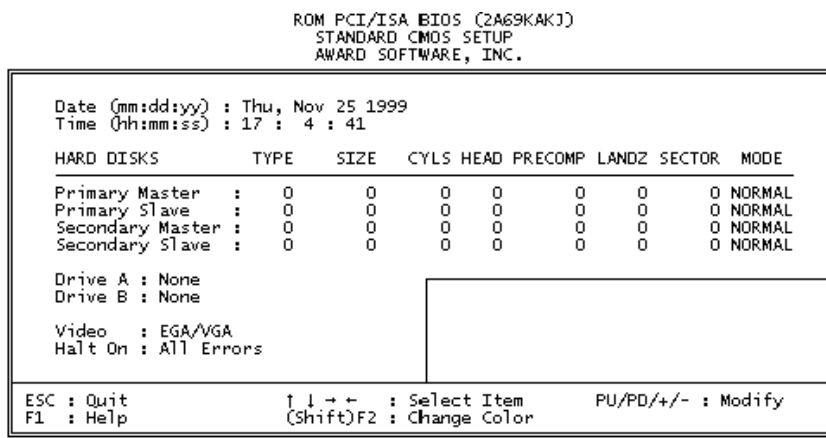 ROM PCI/ISA BIOS (2A69KAKJ)
STANDARD CMOS SETUP
AWARD SOFTWARE, INC.
Date (mm:dd:yy) : Thu, Nov 25 1999
Time (hh:mm:ss) : 17 : 4 : 41
HARD DISKS TYPE SIZE CYLS HEAD PRECOMP LANDZ SECTOR MODE
Primary Master : 0 0 0 0 0 0 0 NORMAL
Primary Slave : 0 0 0 0 0 0 0 NORMAL
Secondary Master : 0 0 0 0 0 0 0 NORMAL
Secondary Slave : 0 0 0 0 0 0 0 NORMAL
Drive A : None
Drive B : None
Video : EGA/VGA
Halt On : All Errors
ESC : Quit ↑ ↓ → ← : Select Item PU/PD/+/- : Modify
F1 : Help (Shift)F2 : Change Color